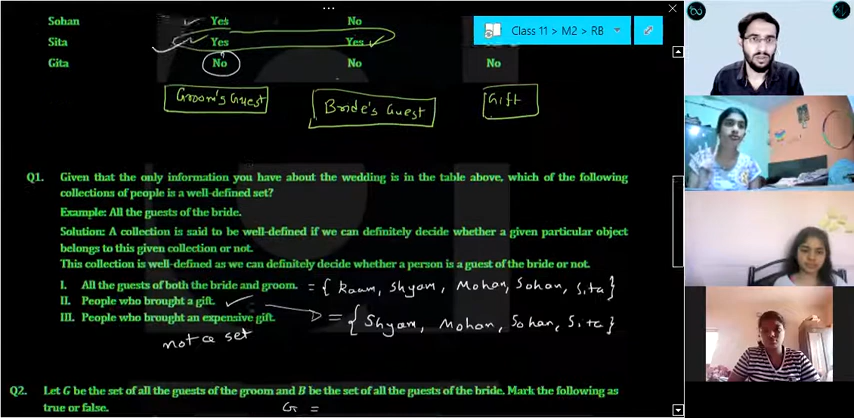 Sohan Yes No
Class 11 > M2 > RB
Sita Yes Yes
Gita No No No
Groom's Guest Bride's Guest Gift
Q1. Given that the only information you have about the wedding is in the table above, which of the following
collections of people is a well-defined set?
Example: All the guests of the bride.
Solution: A collection is said to be well-defined if we can definitely decide whether a given particular object
belongs to this given collection or not.
This collection is well-defined as we can definitely decide whether a person is a guest of the bride or not.
I. All the guests of both the bride and groom. = { Raam, Shyam, Mohan, Sohan, Sita}
II. People who brought a gift.
= { Shyam, Mohan, Sohan, Sita}
III. People who brought an expensive gift.
not a set
Q2. Let G be the set of all the guests of the groom and B be the set of all the guests of the bride. Mark the following as
true or false.
G =